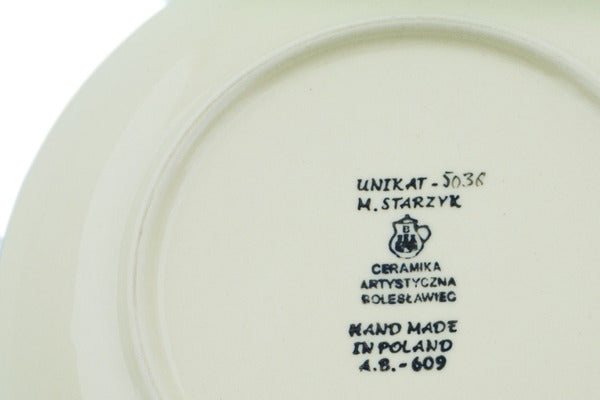 UNIKAT - 5036
M. STARZYK
B
CERAMIKA
ARTYSTYCZNA
BOLESŁAWIEC
HAND MADE
IN POLAND
A.B.-609